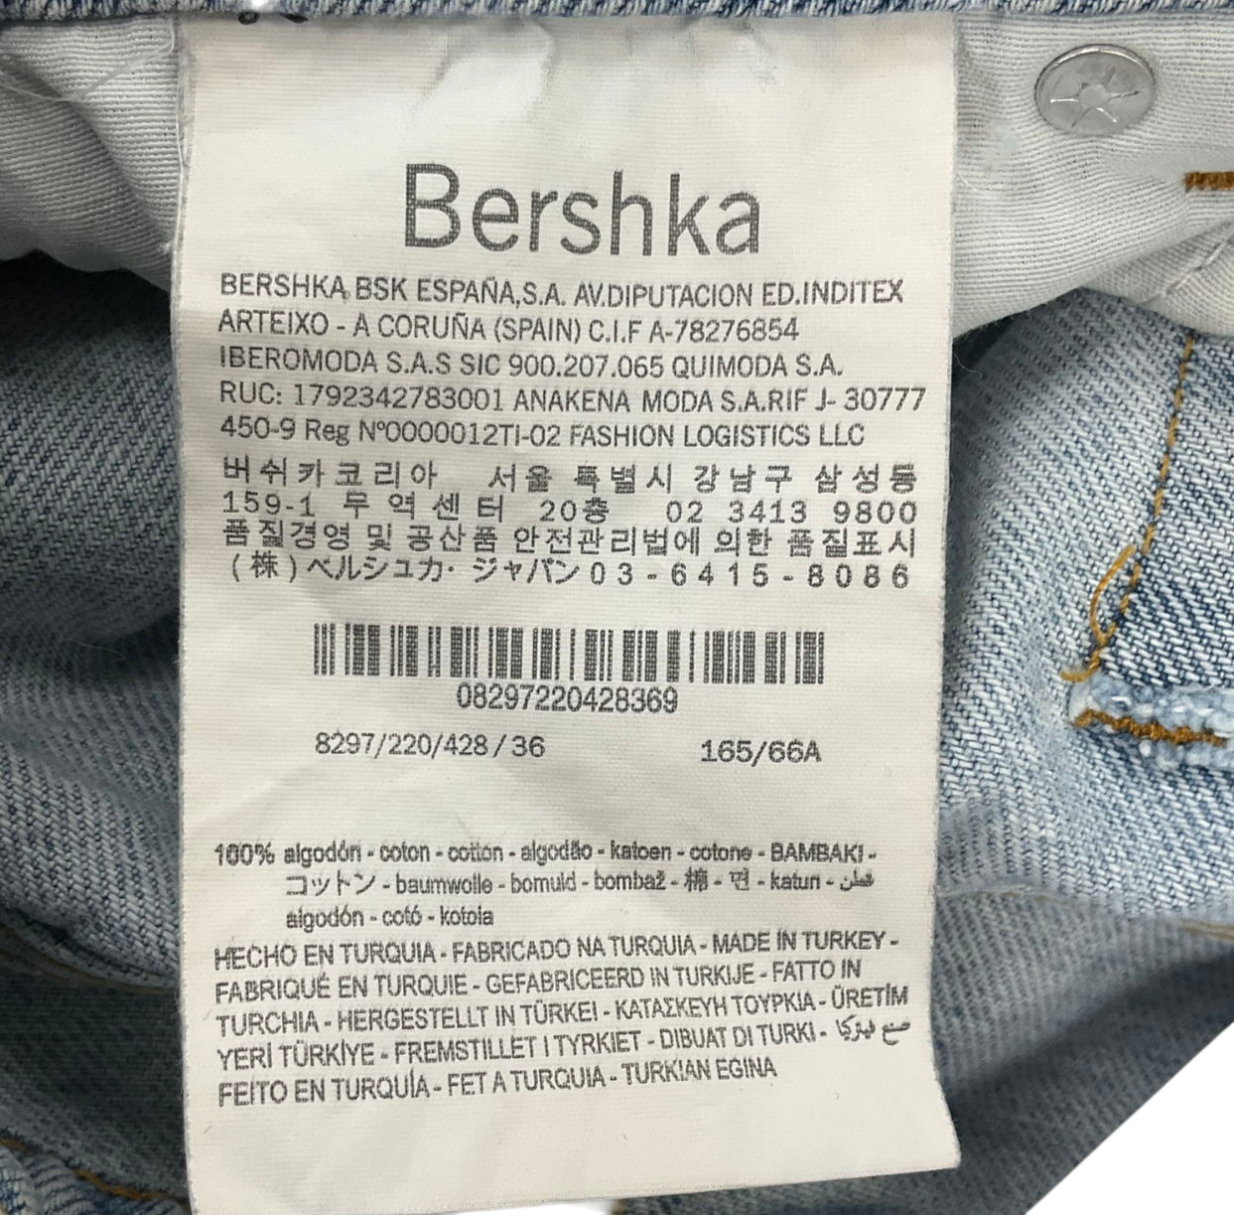 Bershka
BERSHKA BSK ESPAÑA,S.A. AV.DIPUTACION ED.INDITEX
ARTEIXO - A CORUÑA (SPAIN) C.I.F A-78276854
IBEROMODA S.A.S SIC 900.207.065 QUIMODA S.A.
RUC: 1792342783001 ANAKENA MODA S.A.RIF J- 30777
450-9 Reg Nº0000012TI-02 FASHION LOGISTICS LLC
버쉬카코리아 서울 특별시 강남구 삼성동
159-1 무역센터 20층 02 3413 9800
품질경영 및 공산품 안전관리법에 의한 품질표시
(株)ベルシュカ・ジャパン03-6415-8086
08297220428369
8297/220/428/36 165/66A
100% algodón - coton - cotton - algodão - katoen - cotone - BAMBAKI -
コットン - baumwolle - bomuld - bombaž - 棉 - 면 - katun - قطن
algodón - cotó - kotoia
HECHO EN TURQUIA - FABRICADO NA TURQUIA - MADE IN TURKEY -
FABRIQUÉ EN TURQUIE - GEFABRICEERD IN TURKIJE - FATTO IN
TURCHIA - HERGESTELLT IN TÜRKEI - ΚΑΤΑΣΚΕΥΗ ΤΟΥΡΚΙΑ - ÜRETİM
YERİ TÜRKİYE - FREMSTILLET I TYRKIET - DIBUAT DI TURKI -
FEITO EN TURQUÍA - FET A TURQUIA - TURKIAN EGINA